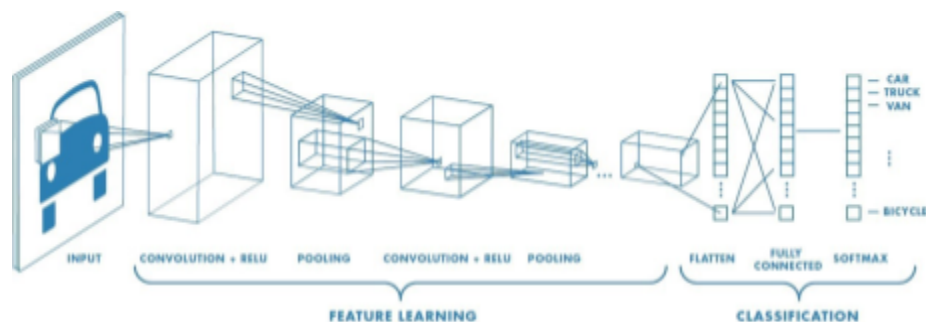 CAR
TRUCK
VAN
BICYCLE
INPUT
CONVOLUTION + RELU
POOLING
CONVOLUTION + RELU
POOLING
FLATTEN
FULLY
CONNECTED
SOFTMAX
FEATURE LEARNING
CLASSIFICATION